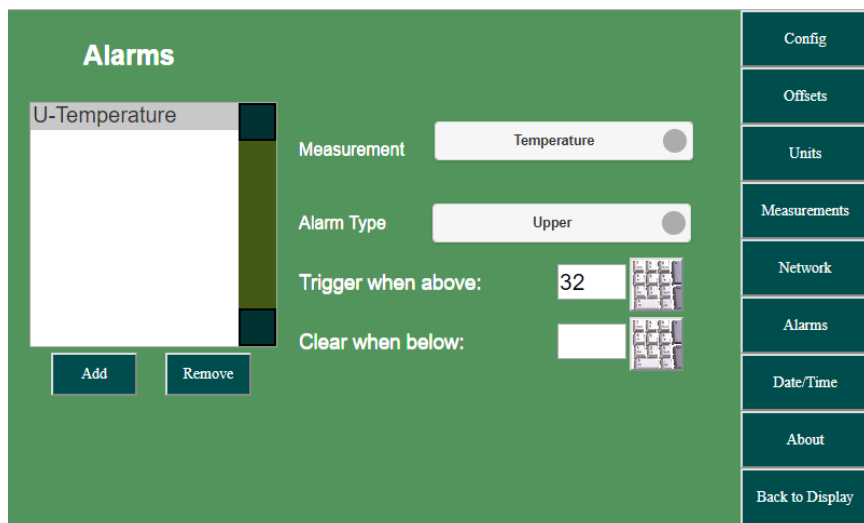 Alarms
U-Temperature
Measurement
Temperature
Alarm Type
Upper
Trigger when above:
32
Clear when below:
Add
Remove
Config
Offsets
Units
Measurements
Network
Alarms
Date/Time
About
Back to Display